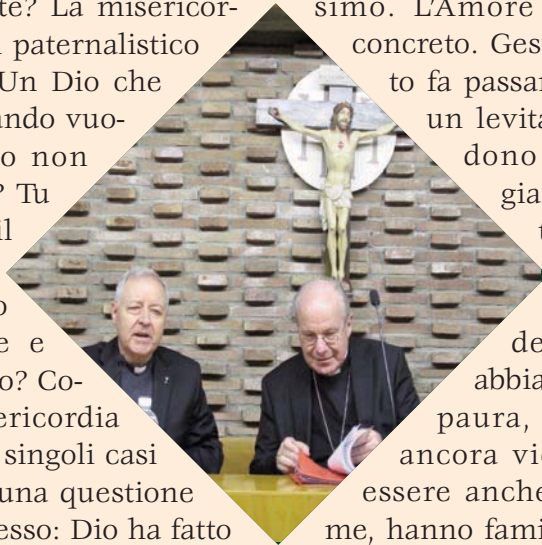 te? La misericor-
paternalistico
Un Dio che
ando vuo-
o non
? Tu
il
o
e e
o? Co-
ericordia
singoli casi
una questione
esso: Dio ha fatto
simo. L’Amore
concreto. Ges
to fa passar
un levita
dono
gia
t
de
abbia
paura,
ancora vi
essere anche
me, hanno fami